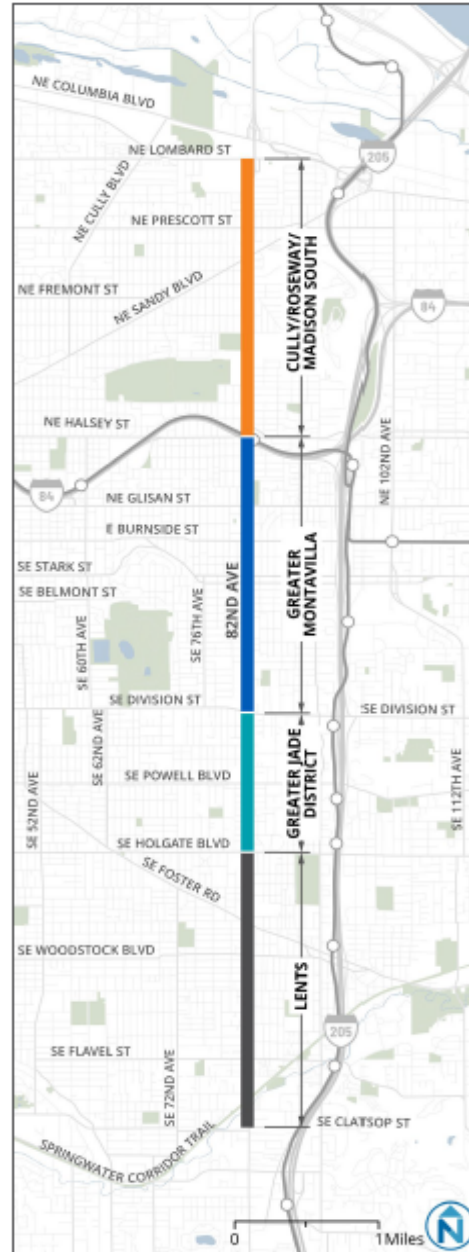 NE COLUMBIA BLVD
NE LOMBARD ST
205
NE CULLY BLVD
NE PRESCOTT ST
NE SANDY BLVD
NE FREMONT ST
84
CULLY/ROSEWAY/
MADISON SOUTH
NE HALSEY ST
NE 102ND AVE
84
NE GLISAN ST
E BURNSIDE ST
SE STARK ST
SE BELMONT ST
SE 60TH AVE
SE 76TH AVE
82ND AVE
GREATER
MONTAVILLA
SE DIVISION ST
SE DIVISION ST
SE 52ND AVE
SE 62ND AVE
SE POWELL BLVD
GREATER JADE
DISTRICT
SE 112TH AVE
SE HOLGATE BLVD
SE FOSTER RD
SE WOODSTOCK BLVD
LENTS
205
SE FLAVEL ST
SE 72ND AVE
SE CLATSOP ST
SPRINGWATER CORRIDOR TRAIL
0
1 Miles
N